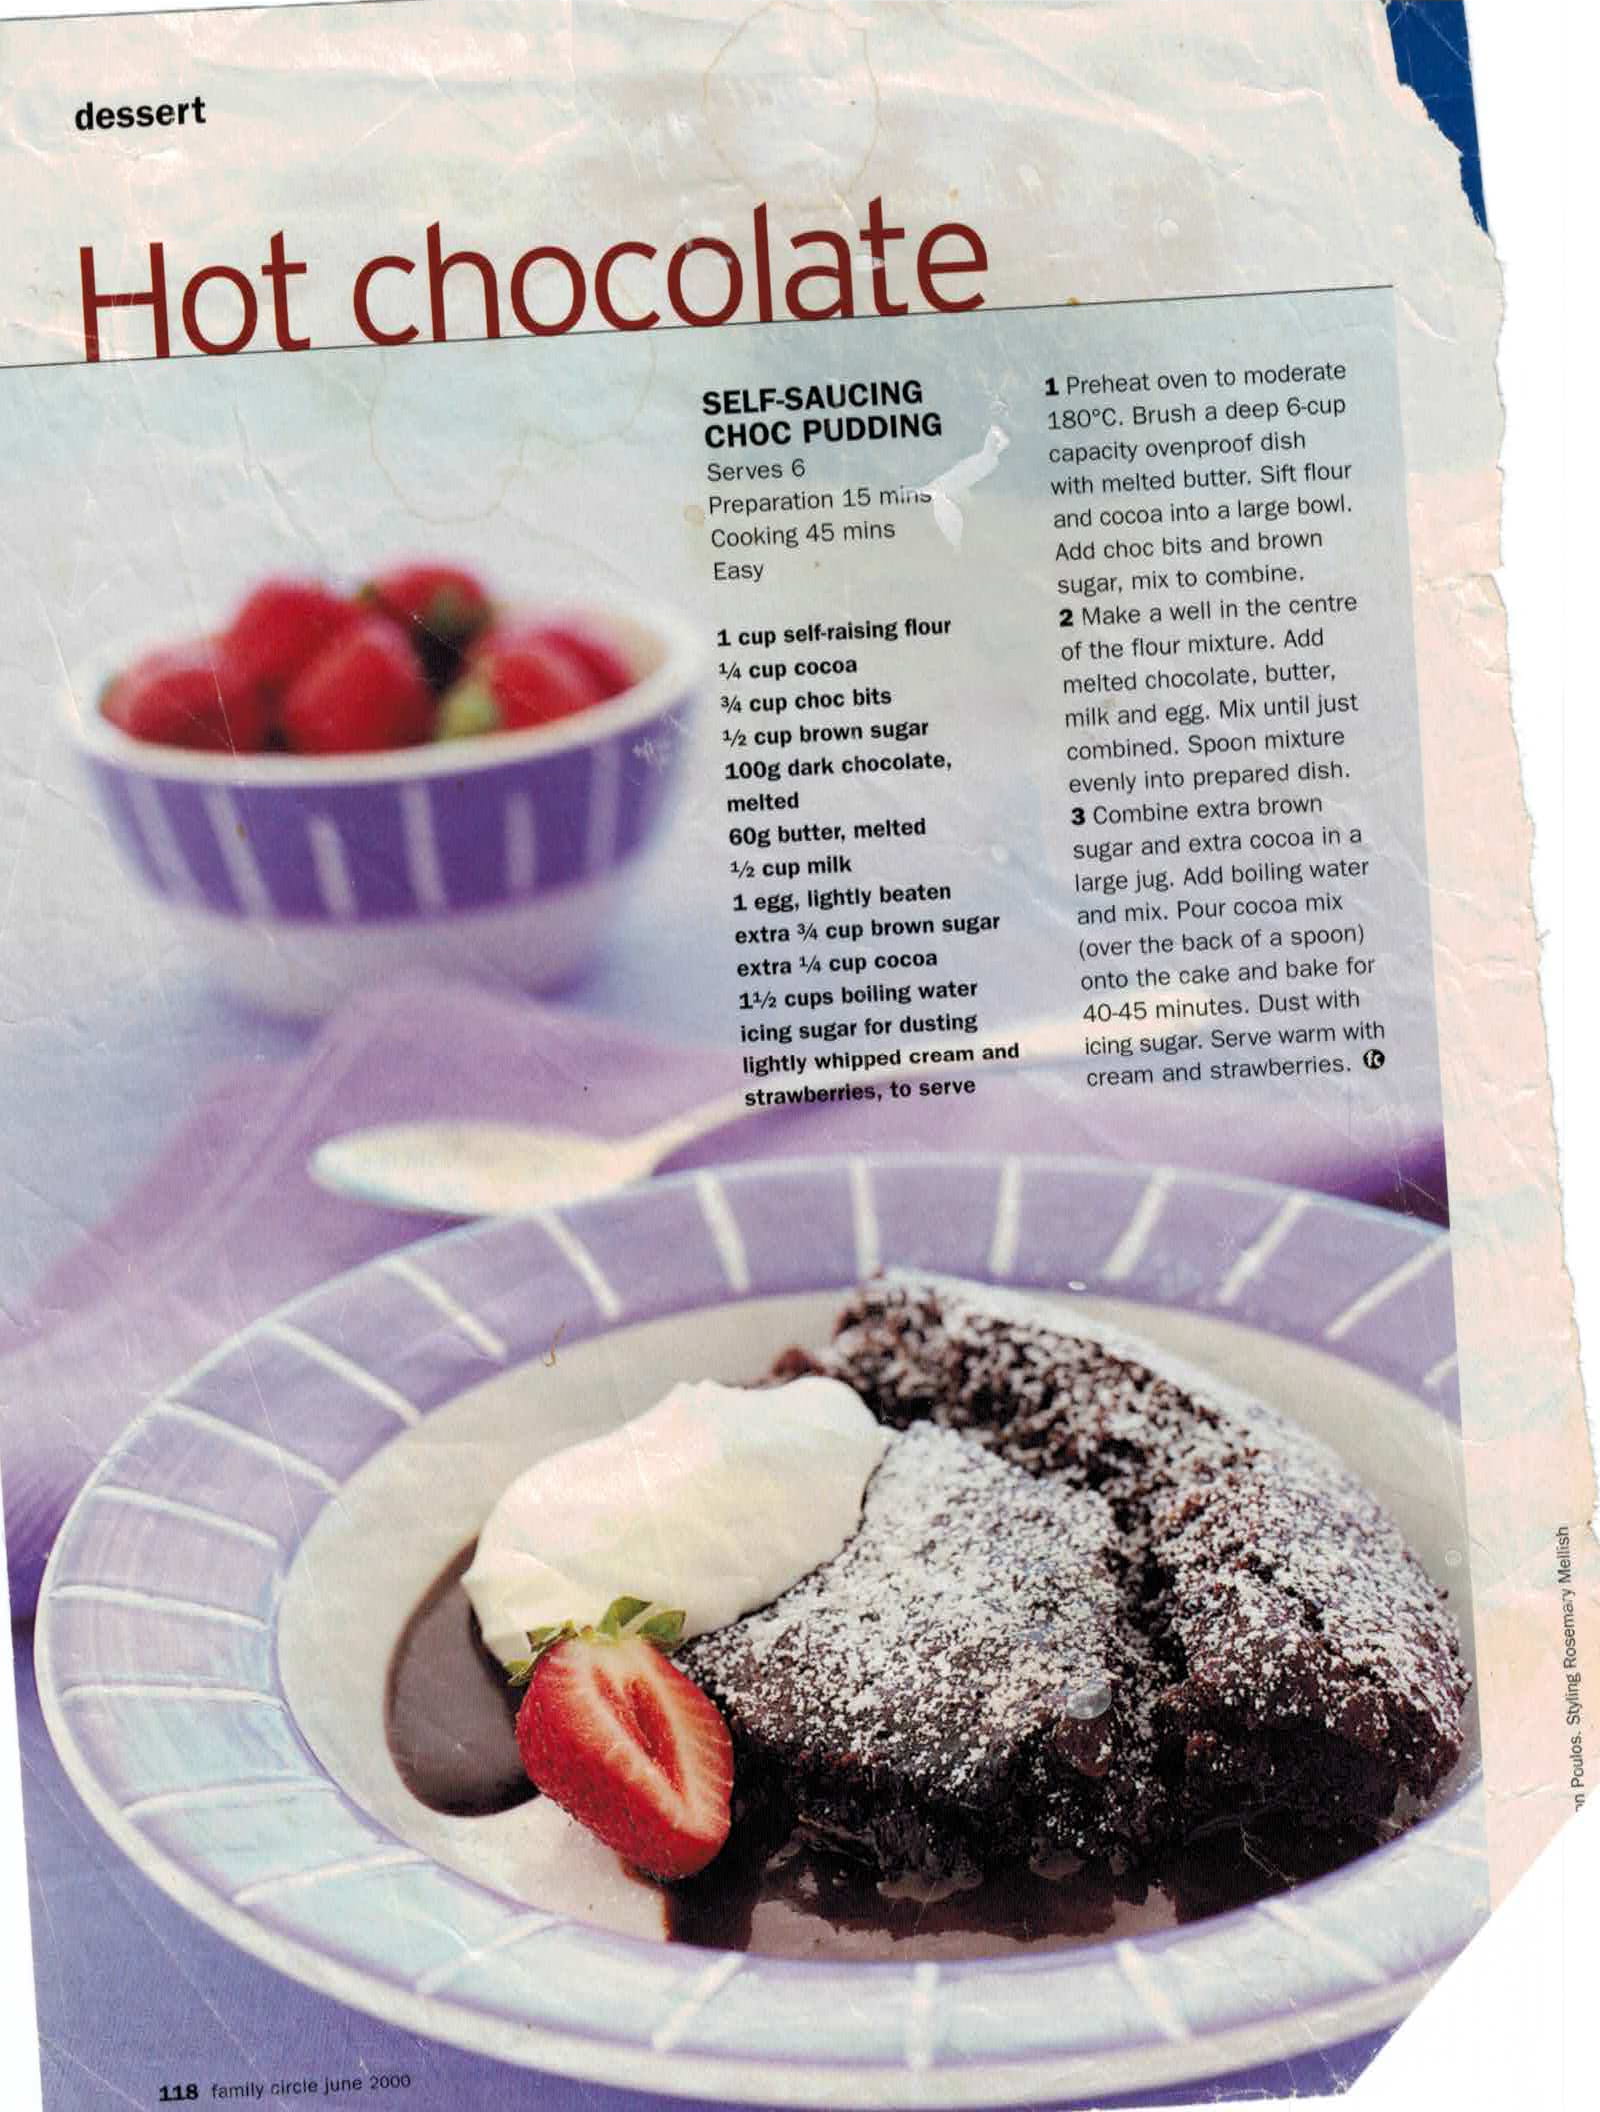 dessert
Hot chocolate
SELF-SAUCING
CHOC PUDDING
Serves 6
Preparation 15 mins
Cooking 45 mins
Easy
1 cup self-raising flour
¼ cup cocoa
¾ cup choc bits
½ cup brown sugar
100g dark chocolate,
melted
60g butter, melted
½ cup milk
1 egg, lightly beaten
extra ¾ cup brown sugar
extra ¼ cup cocoa
1½ cups boiling water
icing sugar for dusting
lightly whipped cream and
strawberries, to serve
1 Preheat oven to moderate
180°C. Brush a deep 6-cup
capacity ovenproof dish
with melted butter. Sift flour
and cocoa into a large bowl.
Add choc bits and brown
sugar, mix to combine.
2 Make a well in the centre
of the flour mixture. Add
melted chocolate, butter,
milk and egg. Mix until just
combined. Spoon mixture
evenly into prepared dish.
3 Combine extra brown
sugar and extra cocoa in a
large jug. Add boiling water
and mix. Pour cocoa mix
(over the back of a spoon)
onto the cake and bake for
40-45 minutes. Dust with
icing sugar. Serve warm with
cream and strawberries. fc
Poulos. Styling Rosemary Mellish
118 family circle june 2000